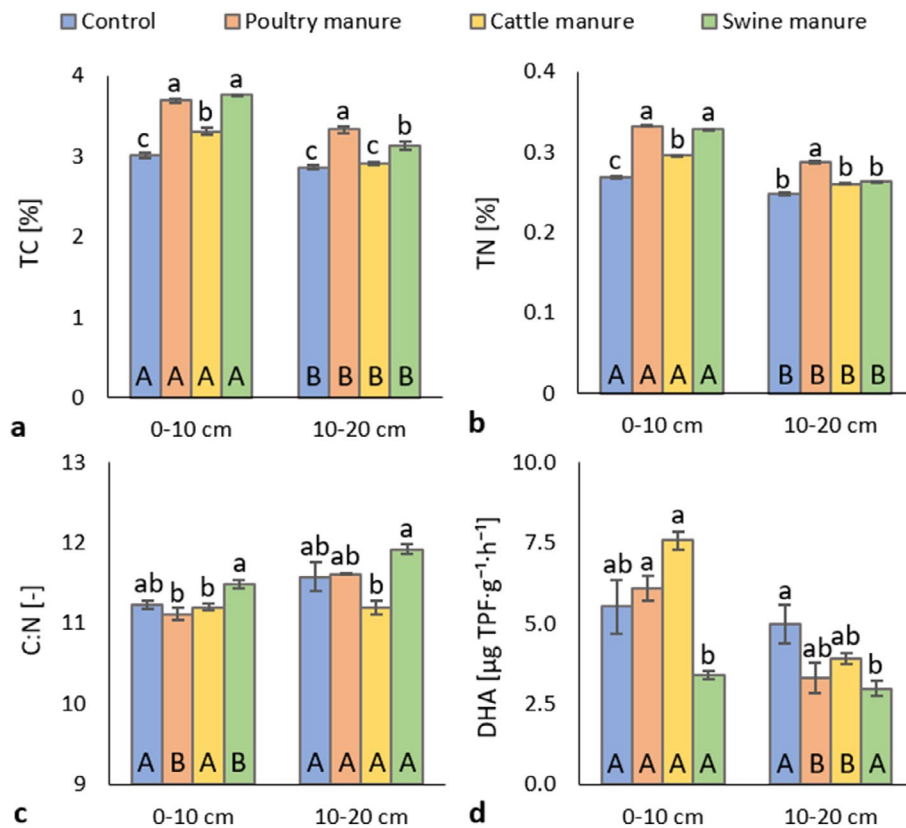 Control Poultry manure Cattle manure Swine manure
TC [%]
4
3
2
1
0
c a b a
c a c b
A A A A
B B B B
a
0-10 cm 10-20 cm
TN [%]
0.4
0.3
0.2
0.1
0
c a b a
b a b b
A A A A
B B B B
b
0-10 cm 10-20 cm
C:N [-]
13
12
11
10
9
ab b b a
ab ab b a
A B A B
A A A A
c
0-10 cm 10-20 cm
DHA [µg TPF·g⁻¹·h⁻¹]
10.0
7.5
5.0
2.5
0.0
ab a a b
a ab ab b
A A A A
A B B A
d
0-10 cm 10-20 cm